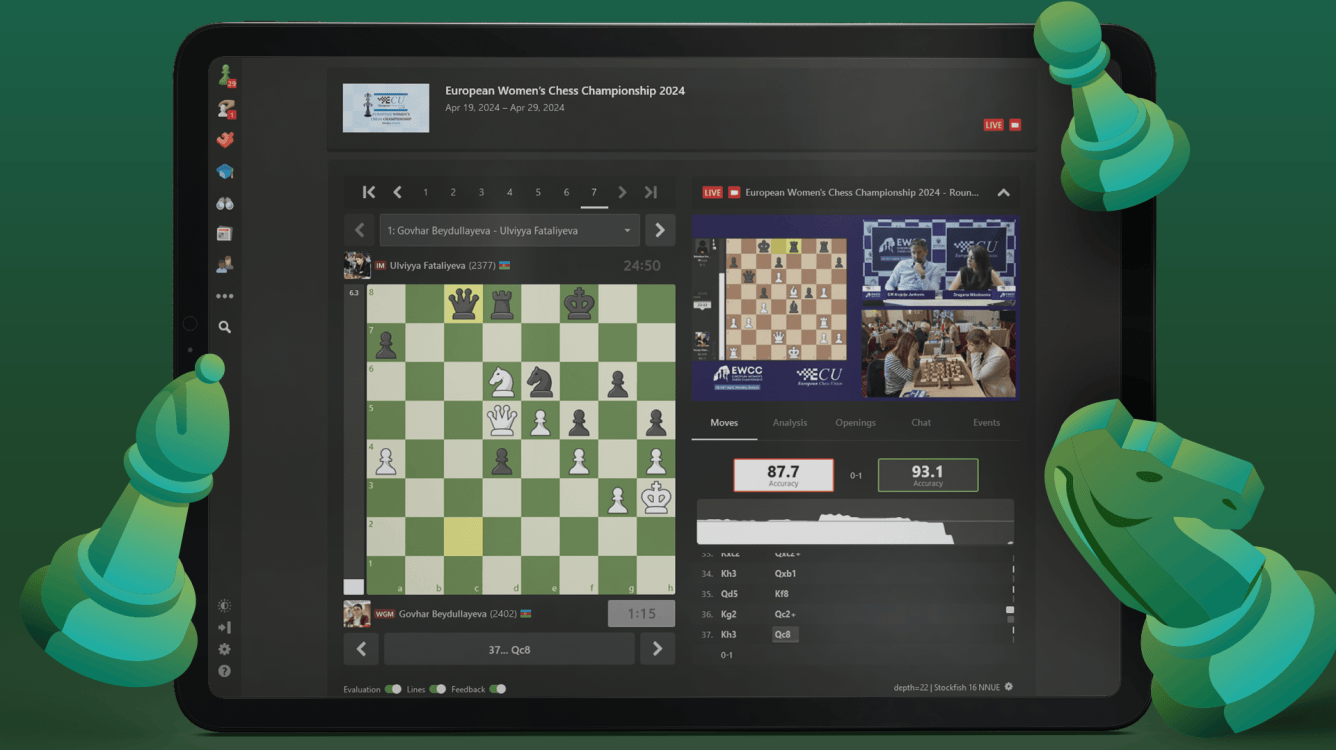 European Women's Chess Championship 2024
Apr 19, 2024 – Apr 29, 2024
LIVE
29
1
1 2 3 4 5 6 7
1: Govhar Beydullayeva - Ulviyya Fataliyeva
IM Ulviyya Fataliyeva (2377)
24:50
6.3
8
7
6
5
4
3
2
1
a b c d e f g h
WGM Govhar Beydullayeva (2402)
1:15
37... Qc8
Evaluation Lines Feedback
LIVE European Women's Chess Championship 2024 - Roun...
EWCC
ECU
EWCC
ECU
European Chess Union
Moves Analysis Openings Chat Events
87.7
Accuracy
0-1
93.1
Accuracy
33. Kxc2 Qxc2+
34. Kh3 Qxb1
35. Qd5 Kf8
36. Kg2 Qc2+
37. Kh3 Qc8
0-1
depth=22 | Stockfish 16 NNUE